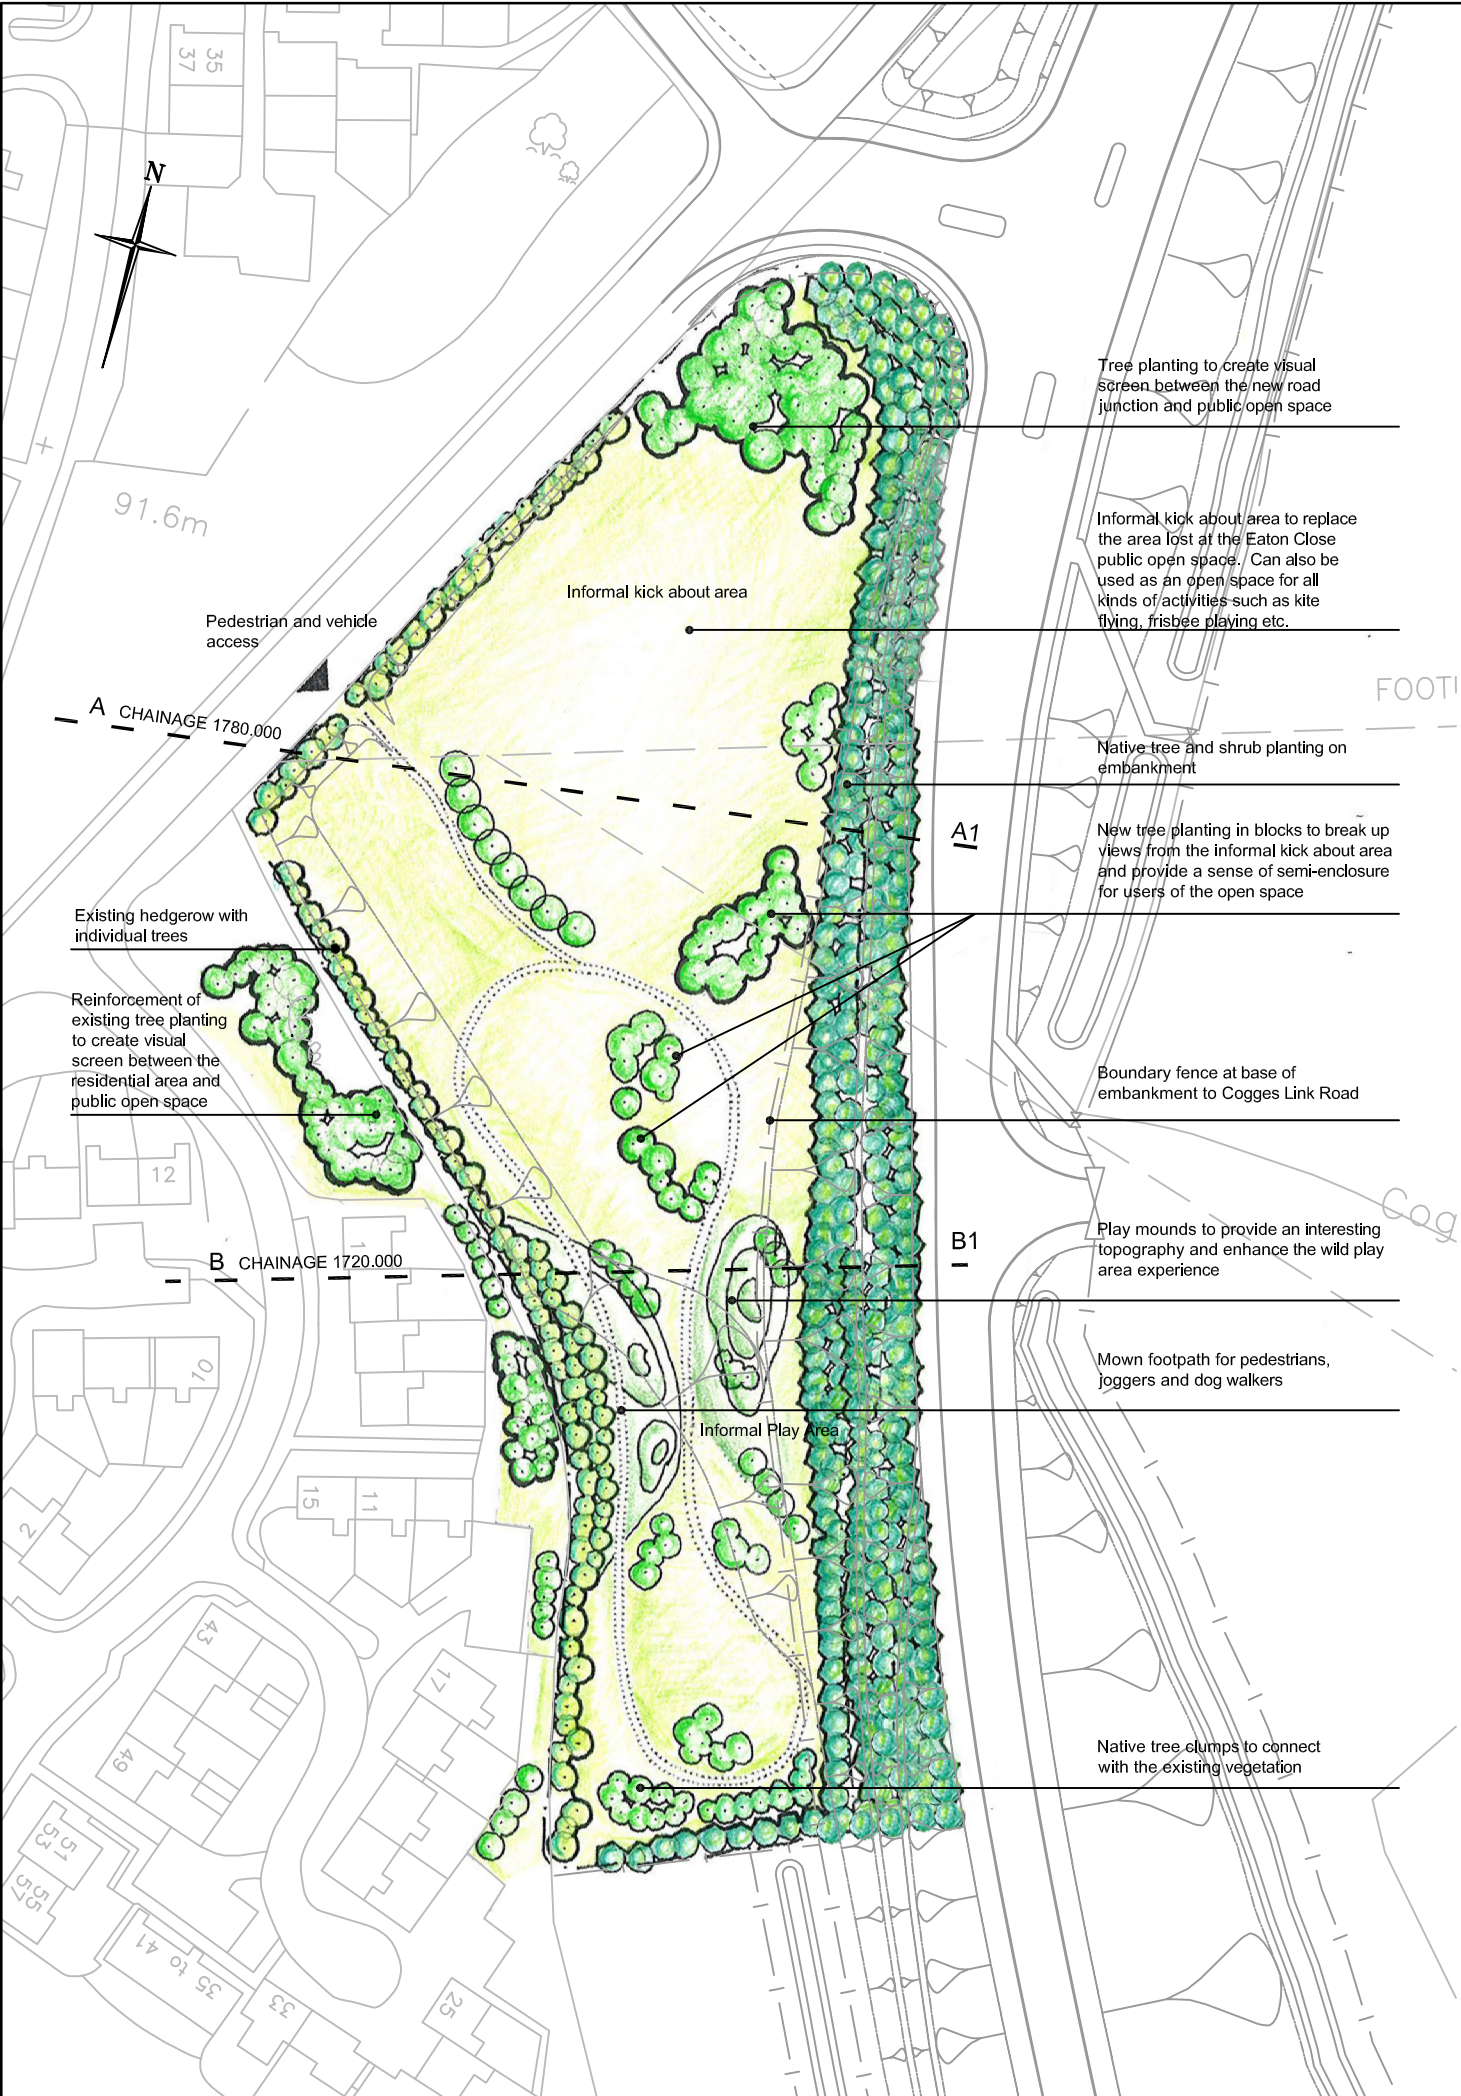 35
37
N
Tree planting to create visual
screen between the new road
junction and public open space
91.6m
Informal kick about area to replace
the area lost at the Eaton Close
public open space. Can also be
used as an open space for all
kinds of activities such as kite
flying, frisbee playing etc.
Informal kick about area
Pedestrian and vehicle
access
A CHAINAGE 1780.000
Native tree and shrub planting on
embankment
A1
New tree planting in blocks to break up
views from the informal kick about area
and provide a sense of semi-enclosure
for users of the open space
Existing hedgerow with
individual trees
Reinforcement of
existing tree planting
to create visual
screen between the
residential area and
public open space
Boundary fence at base of
embankment to Cogges Link Road
12
Cog
1
B CHAINAGE 1720.000
B1
Play mounds to provide an interesting
topography and enhance the wild play
area experience
10
Mown footpath for pedestrians,
joggers and dog walkers
Informal Play Area
15
11
2
43
17
49
Native tree clumps to connect
with the existing vegetation
51
53
55
57
35 to 41
33
25